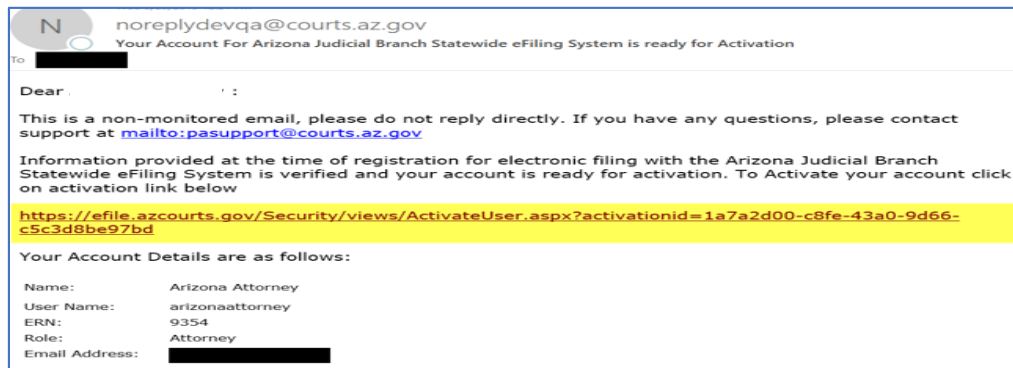 N
noreplydevqa@courts.az.gov
Your Account For Arizona Judicial Branch Statewide eFiling System is ready for Activation
To
Dear :
This is a non-monitored email, please do not reply directly. If you have any questions, please contact
support at mailto:pasupport@courts.az.gov
Information provided at the time of registration for electronic filing with the Arizona Judicial Branch
Statewide eFiling System is verified and your account is ready for activation. To Activate your account click
on activation link below
https://efile.azcourts.gov/Security/views/ActivateUser.aspx?activationid=1a7a2d00-c8fe-43a0-9d66-
c5c3d8be97bd
Your Account Details are as follows:
Name: Arizona Attorney
User Name: arizonaattorney
ERN: 9354
Role: Attorney
Email Address: